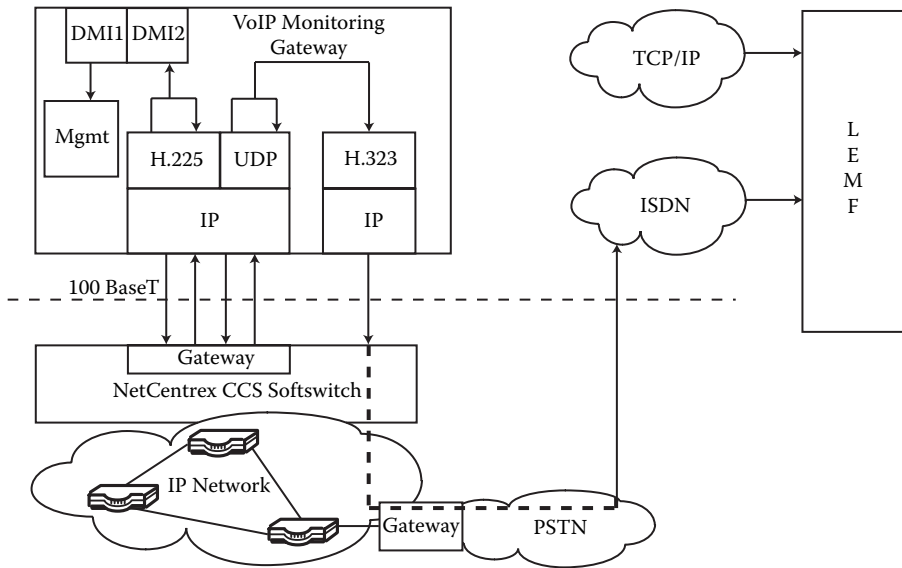 DMI1 DMI2
VoIP Monitoring
Gateway
Mgmt
H.225
UDP
H.323
IP
IP
100 BaseT
Gateway
NetCentrex CCS Softswitch
IP Network
Gateway
PSTN
TCP/IP
ISDN
L
E
M
F